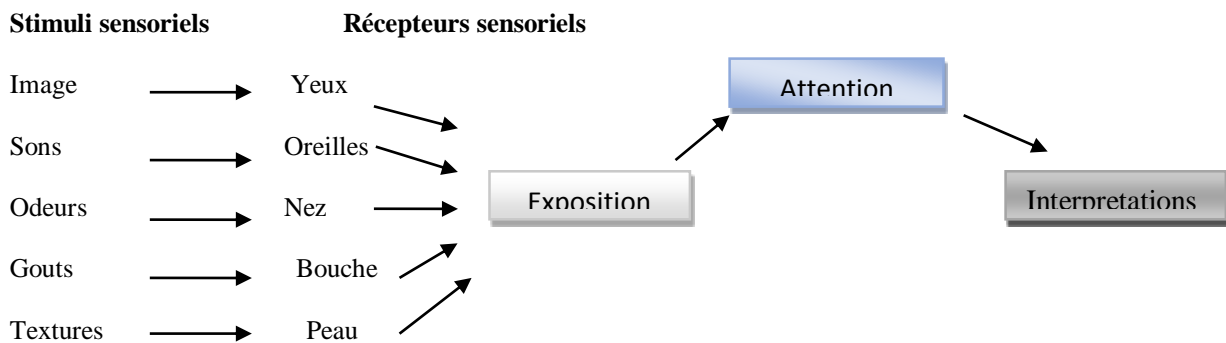 Stimuli sensoriels Récepteurs sensoriels
Image Yeux
Attention
Sons Oreilles
Exposition
Interpretations
Odeurs Nez
Gouts Bouche
Textures Peau